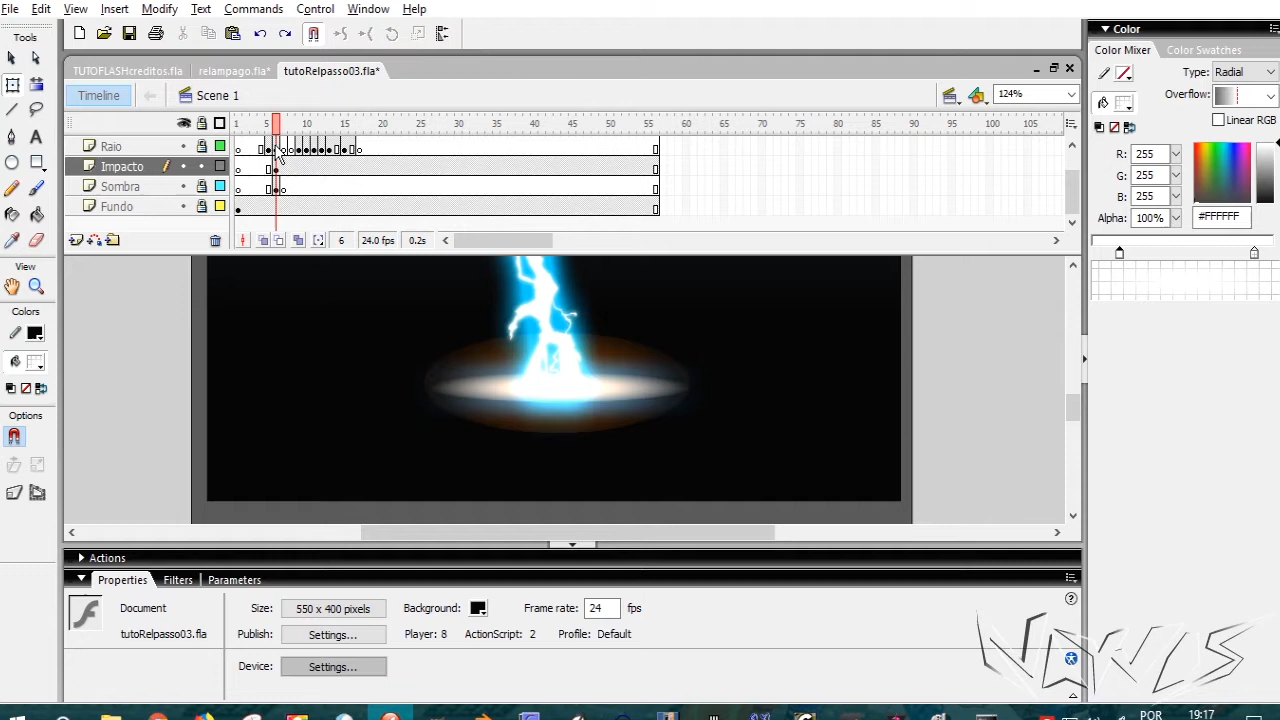 File Edit View Insert Modify Text Commands Control Window Help
Tools
TUTOFLASHcreditos.fla relampago.fla* tutoRelpasso03.fla*
Timeline Scene 1 124%
1 5 10 15 20 25 30 35 40 45 50 55 60 65 70 75 80 85 90 95 100 105
Raio
Impacto
Sombra
Fundo
6 24.0 fps 0.2s
View
Colors
Options
Color
Color Mixer Color Swatches
Type: Radial
Overflow:
Linear RGB
R: 255
G: 255
B: 255 
Alpha: 100% #FFFFFF
Actions
Properties Filters Parameters
Document
tutoRelpasso03.fla
Size: 550 x 400 pixels Background: Frame rate: 24 fps
Publish: Settings... Player: 8 ActionScript: 2 Profile: Default
Device: Settings...
POR 19:17